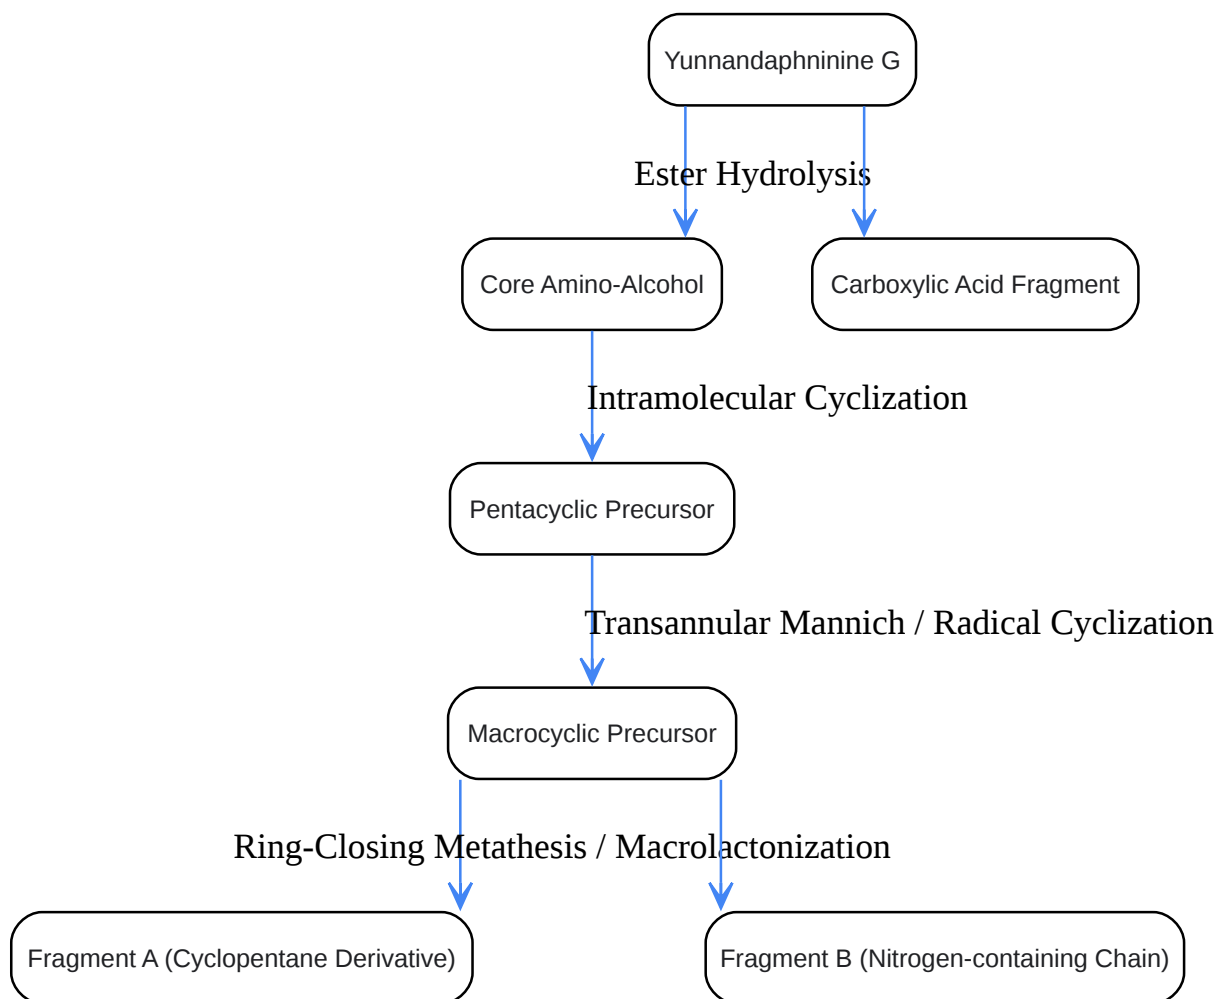 Yunnandaphninine G
Ester Hydrolysis
Core Amino-Alcohol
Carboxylic Acid Fragment
Intramolecular Cyclization
Pentacyclic Precursor
Transannular Mannich / Radical Cyclization
Macrocyclic Precursor
Ring-Closing Metathesis / Macrolactonization
Fragment A (Cyclopentane Derivative)
Fragment B (Nitrogen-containing Chain)